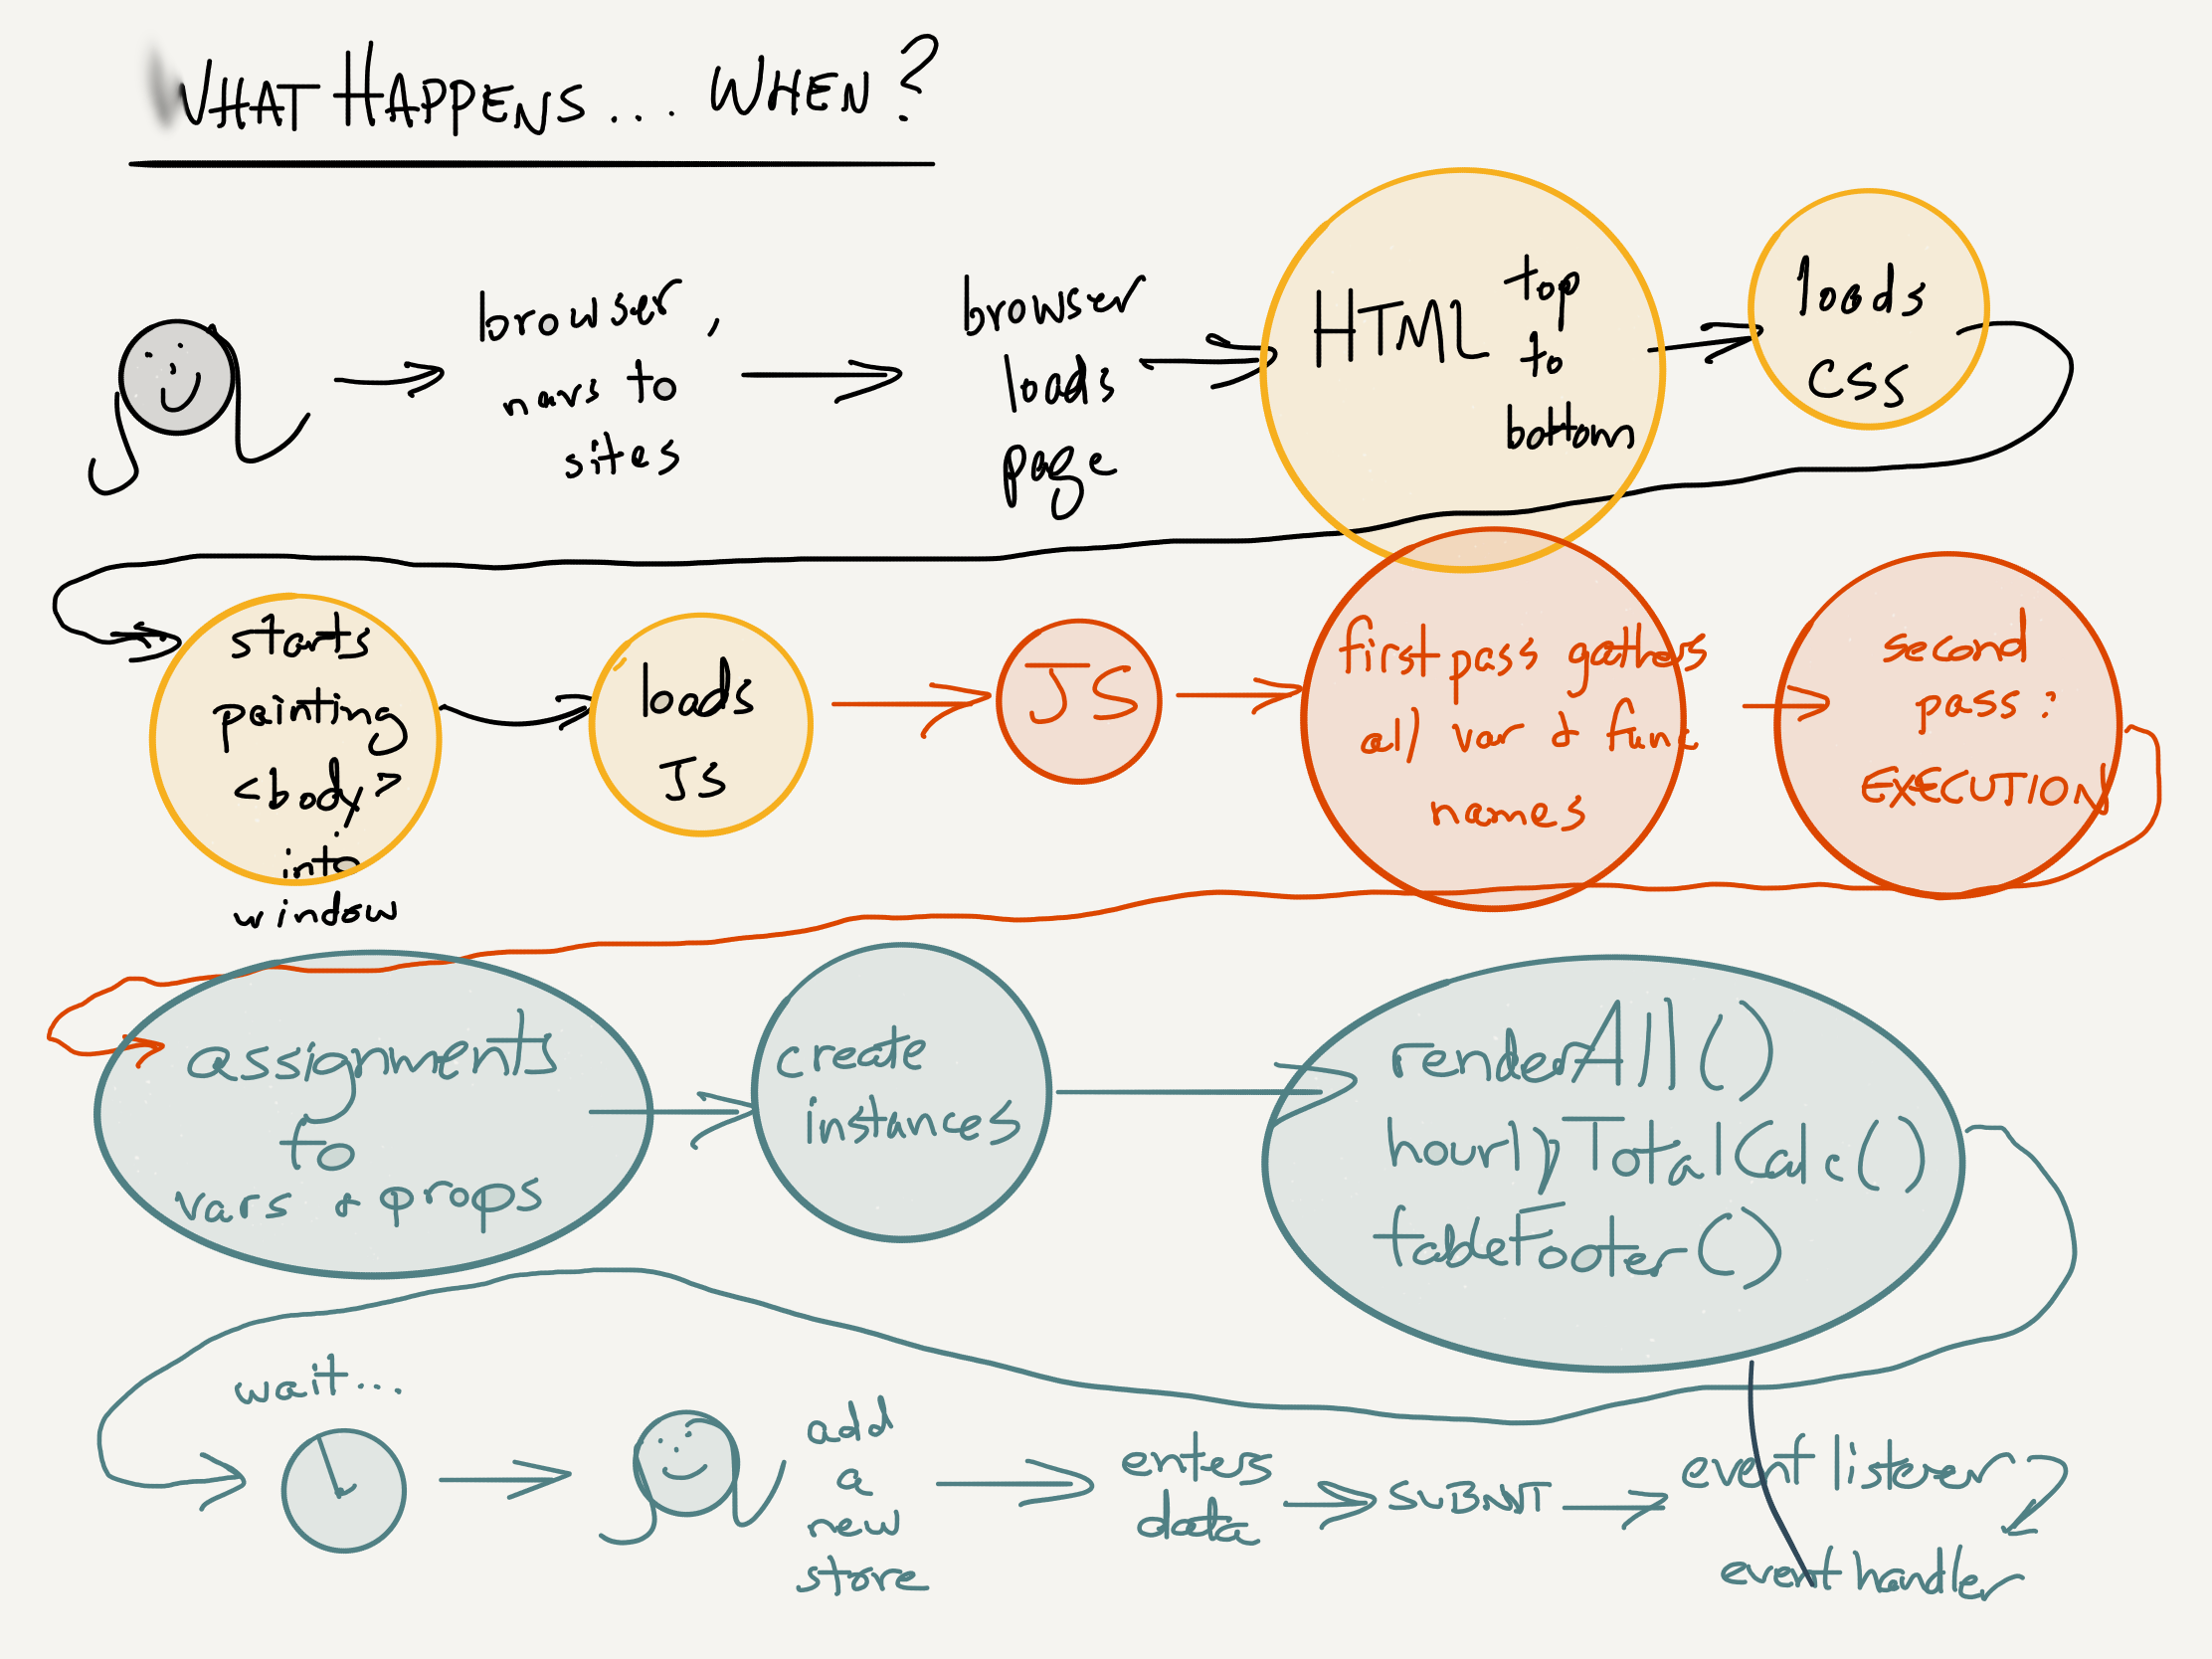 WHAT HAPPENS... WHEN?
browser,
navs to
sites
browser
loads
page
HTML
top
to
bottom
loads
CSS
starts
painting
<body>
into
window
loads
JS
JS
first pass gathers
all var & func
names
second
pass:
EXECUTION
assignments
to
vars & props
create
instances
renderAll()
hourlyTotalCalc()
tableFooter()
wait...
add
a
new
store
enters
data
SUBMIT
event listener
event handler